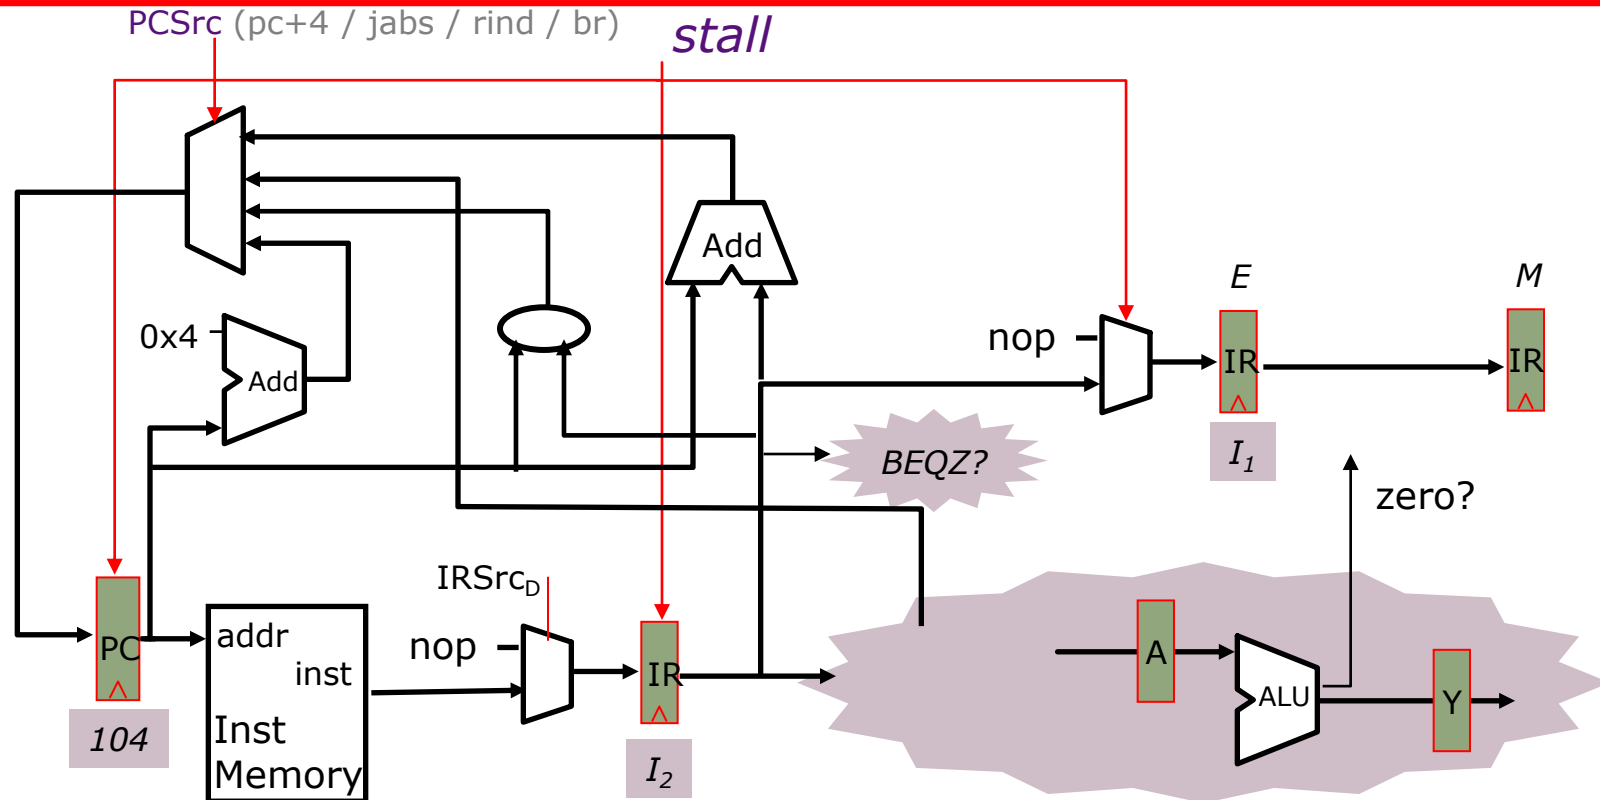 PCSrc (pc+4 / jabs / rind / br)
stall
Add
E
M
0x4
Add
nop
IR
IR
BEQZ?
I₁
zero?
IRSrc_D
PC
addr
inst
nop
IR
A
ALU
Y
Inst
Memory
104
I₂